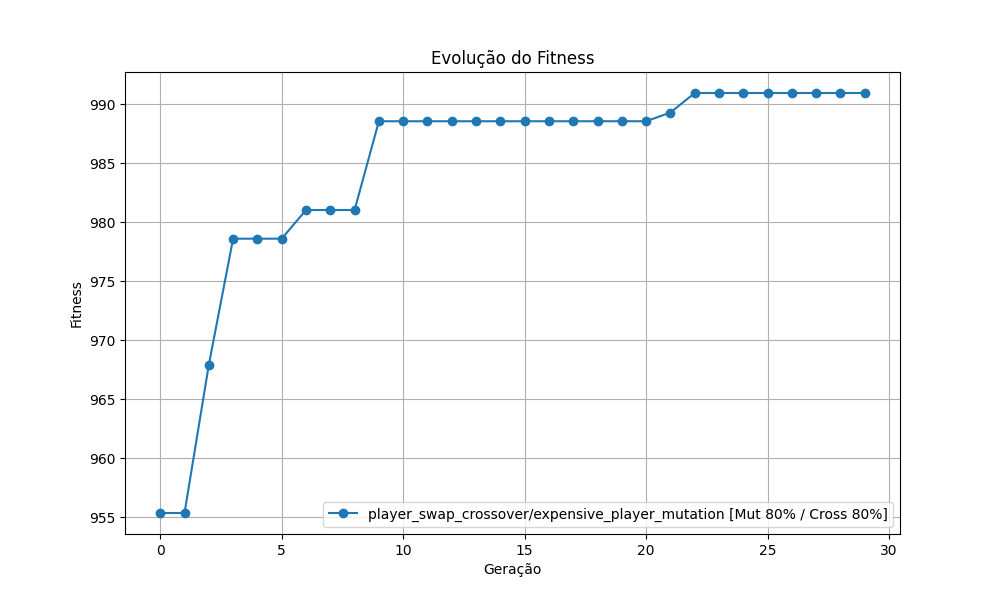 Evolução do Fitness
Fitness
990
985
980
975
970
965
960
955
player_swap_crossover/expensive_player_mutation [Mut 80% / Cross 80%]
0 5 10 15 20 25 30
Geração